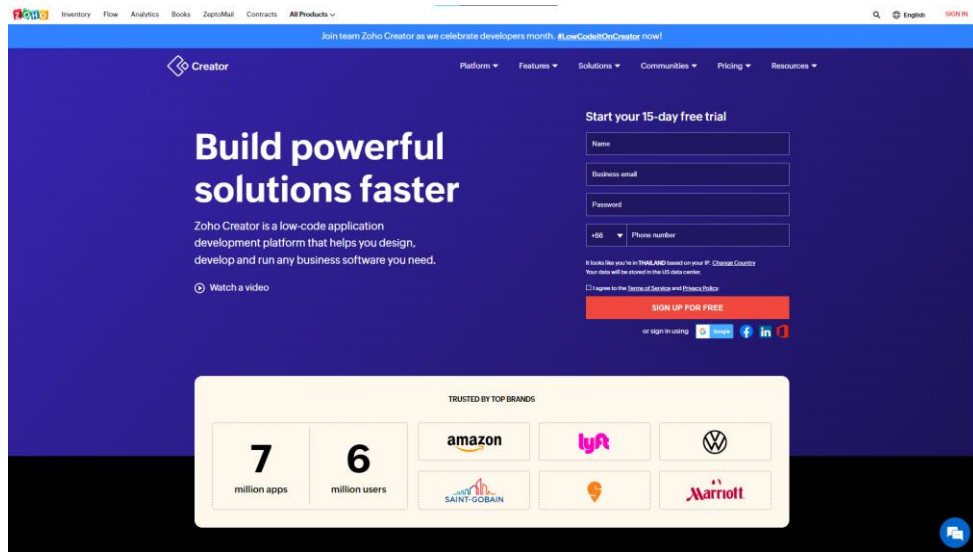 ZOHO Inventory Flow Analytics Books ZeptoMail Contracts All Products English SIGN IN
Join team Zoho Creator as we celebrate developers month. #LowCodeItOnCreator now!
Creator Platform Features Solutions Communities Pricing Resources
Build powerful
solutions faster
Zoho Creator is a low-code application
development platform that helps you design,
develop and run any business software you need.
Watch a video
Start your 15-day free trial
Name
Business email
Password
+66 Phone number
It looks like you're in THAILAND based on your IP. Change Country
Your data will be stored in the US data center.
I agree to the Terms of Service and Privacy Policy.
SIGN UP FOR FREE
or sign in using G Google f in
TRUSTED BY TOP BRANDS
7
million apps
6
million users
amazon
lyft
VW
SAINT-GOBAIN
Marriott